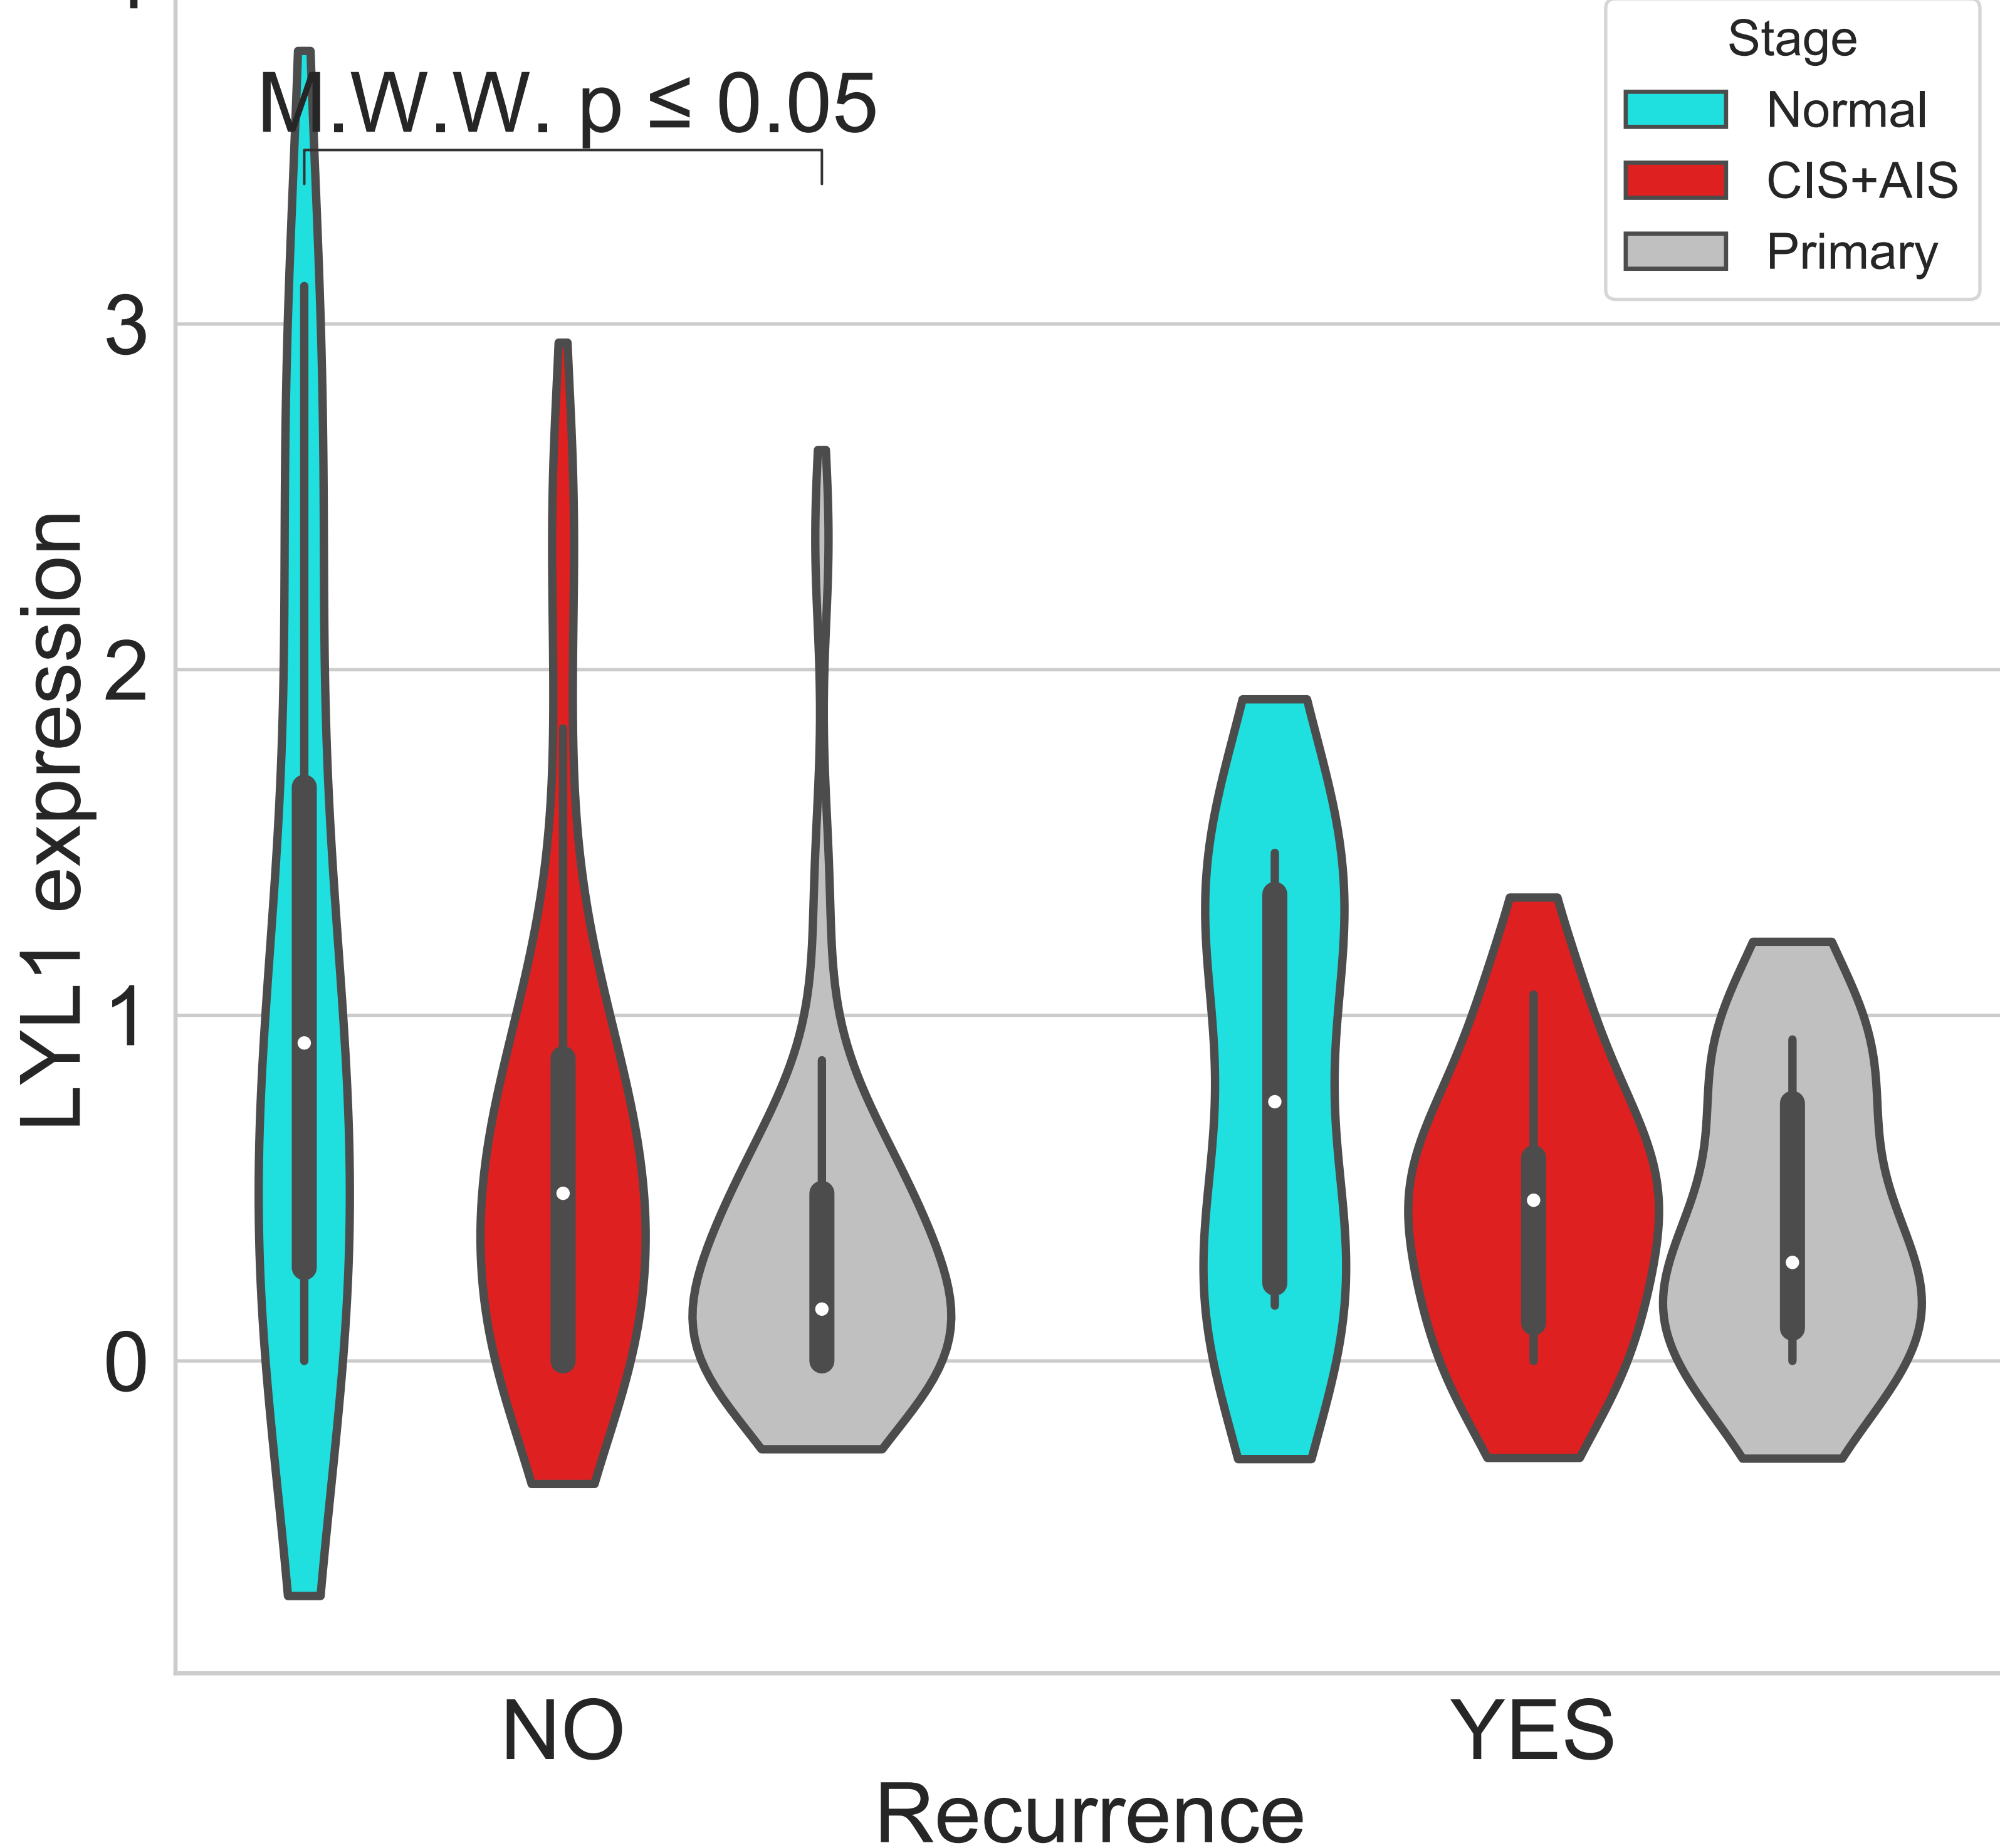 M.W.W. p ≤ 0.05
Stage
Normal
CIS+AIS
Primary
LYL1 expression
3
2
1
0
NO
YES
Recurrence